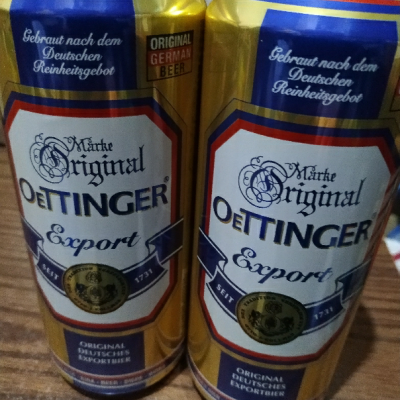 Gebraut nach dem
Deutschen
Reinheitsgebot
ORIGINAL
GERMAN
BEER
Marke
Original
OETTINGER
Export
SEIT 1731
ORIGINAL
DEUTSCHES
EXPORTBIER
Gebraut nach dem
Deutschen
Reinheitsgebot
Marke
Original
OETTINGER
Export
SEIT 1731
ORIGINAL
DEUTSCHES
EXPORTBIER